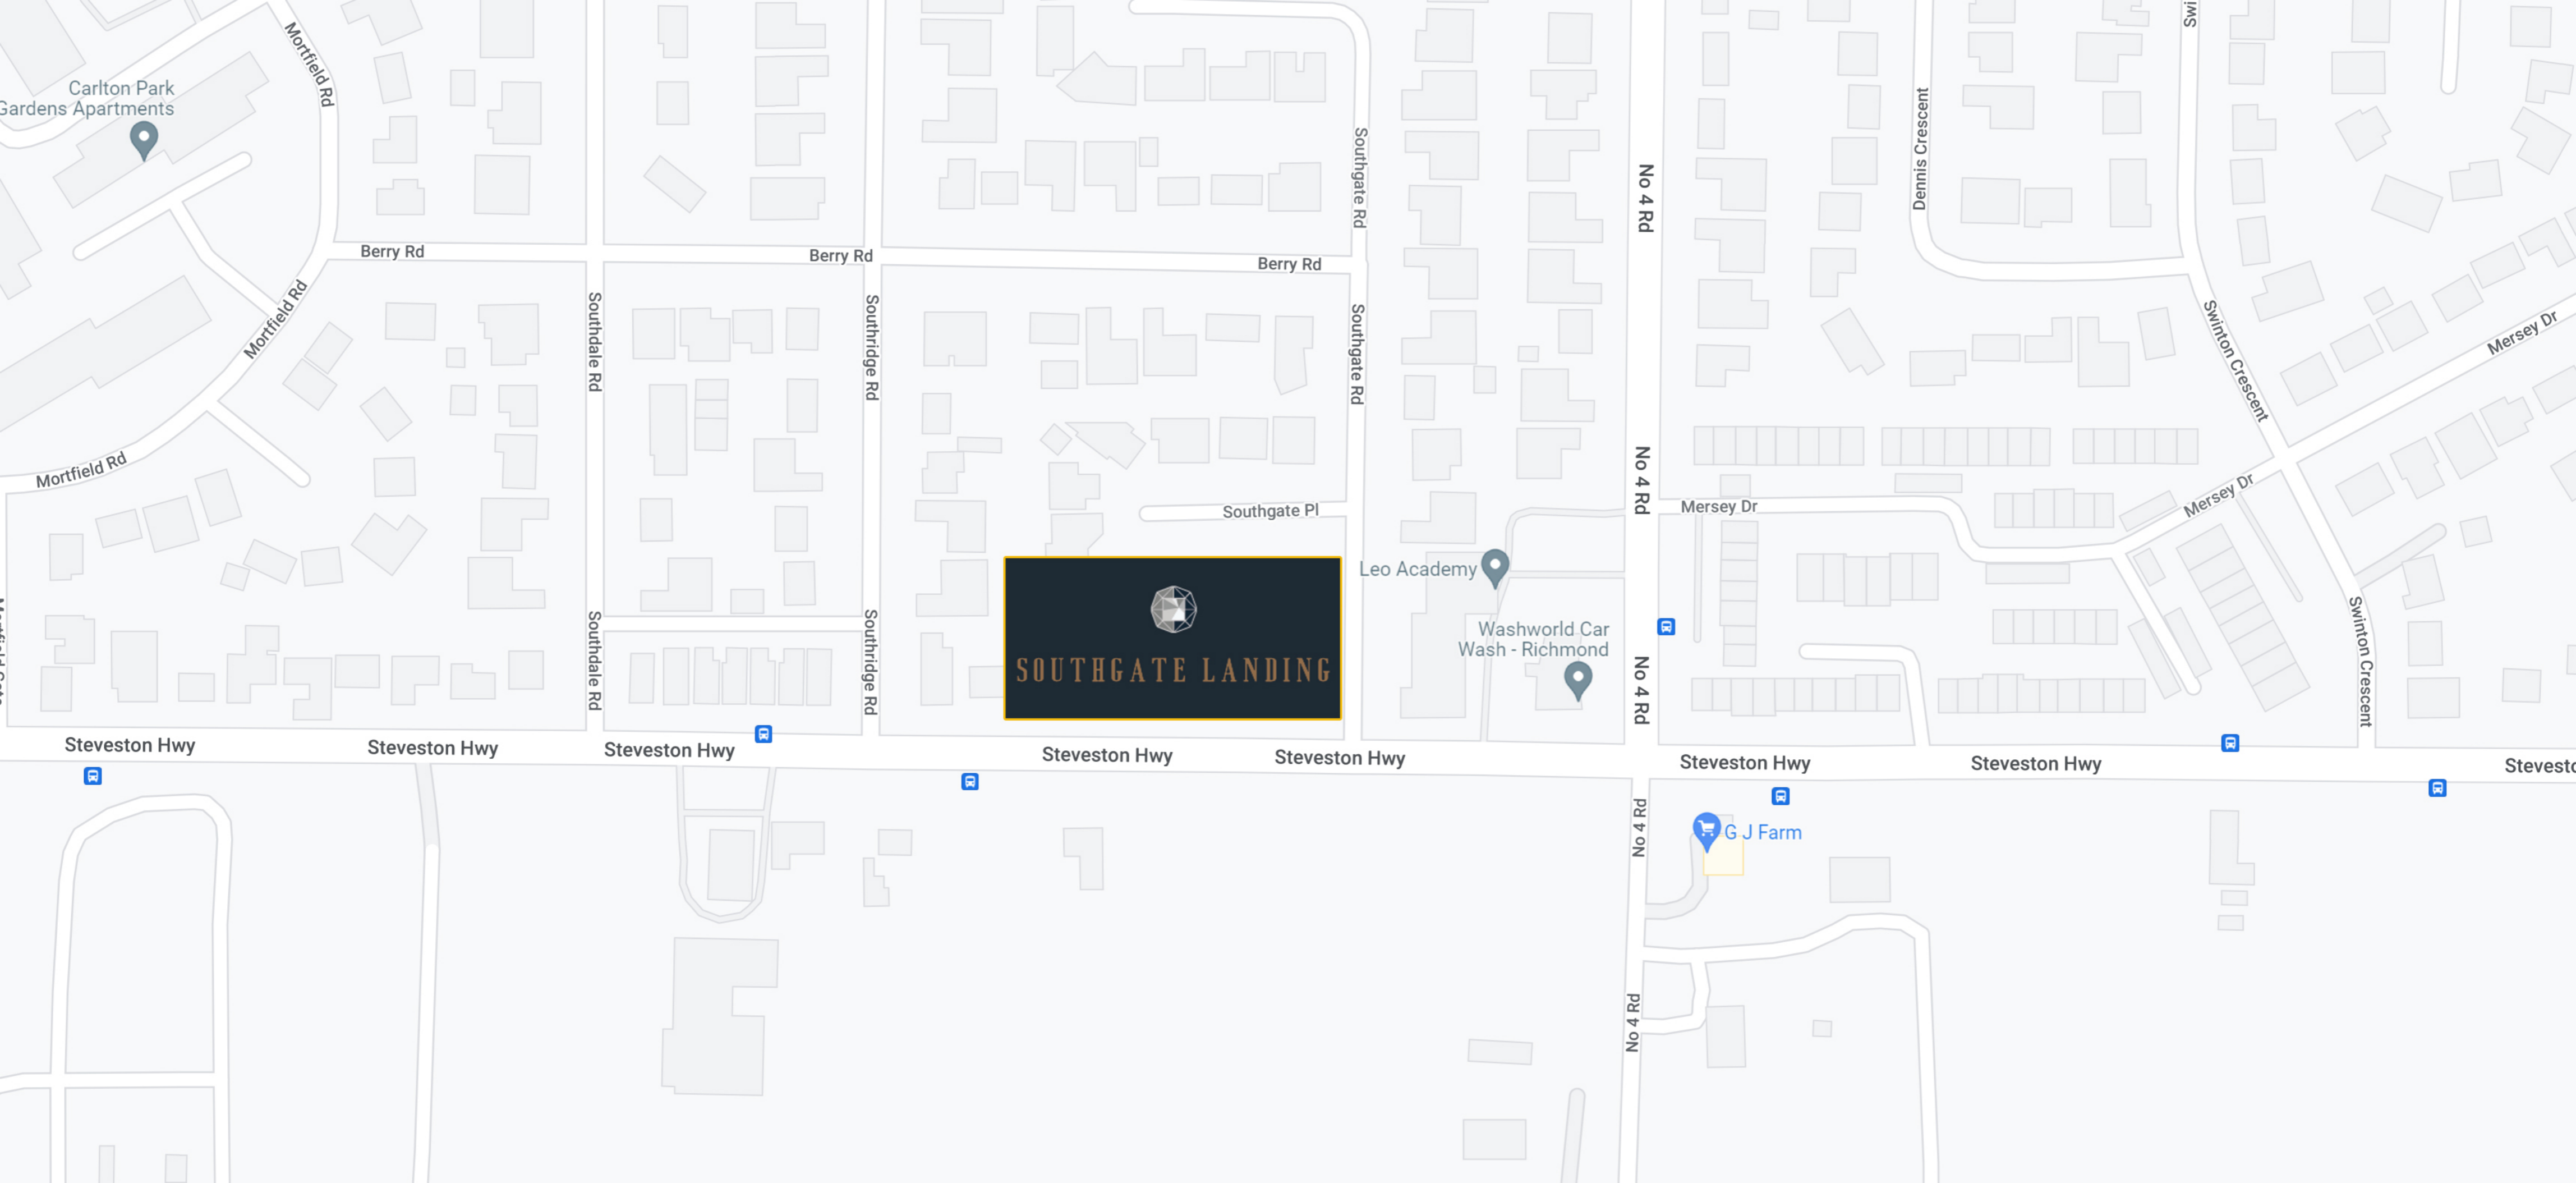 Swi
Mortfield Rd
Carlton Park
Gardens Apartments
Southgate Rd
Dennis Crescent
No 4 Rd
Berry Rd
Berry Rd
Berry Rd
Mortfield Rd
Southdale Rd
Southridge Rd
Southgate Rd
Swinton Crescent
Mersey Dr
Mortfield Rd
No 4 Rd
Mersey Dr
Mersey Dr
Southgate Pl
Leo Academy
Washworld Car
Wash - Richmond
SOUTHGATE LANDING
Southdale Rd
Southridge Rd
No 4 Rd
Swinton Crescent
Steveston Hwy
Steveston Hwy
Steveston Hwy
Steveston Hwy
Steveston Hwy
Steveston Hwy
Steveston Hwy
Stevesto
No 4 Rd
G J Farm
No 4 Rd